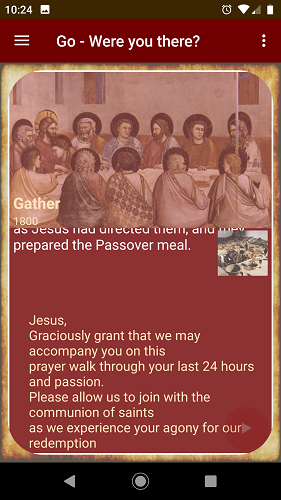 10:24
Go - Were you there?
Gather
1800
as Jesus had directed them, and they
prepared the Passover meal.
Jesus,
Graciously grant that we may
accompany you on this
prayer walk through your last 24 hours
and passion.
Please allow us to join with the
communion of saints
as we experience your agony for our
redemption